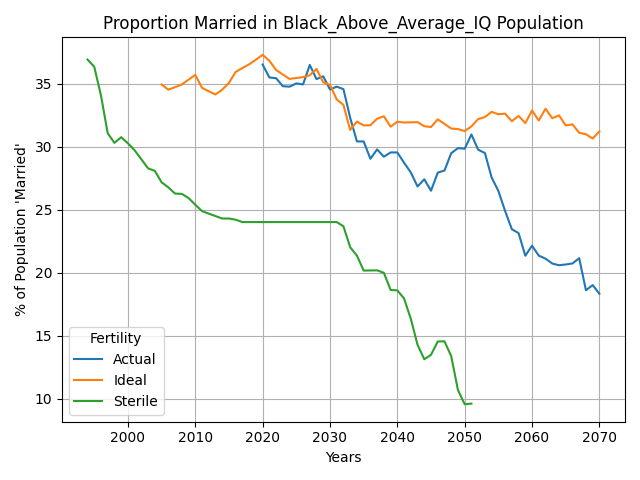 Proportion Married in Black_Above_Average_IQ Population
% of Population 'Married'
35
30
25
20
15
10
Fertility
Actual
Ideal
Sterile
2000 2010 2020 2030 2040 2050 2060 2070
Years